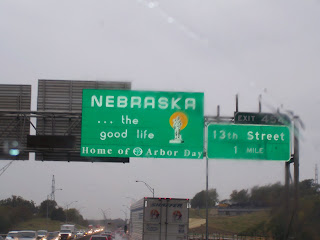 NEBRASKA
... the
good life
Home of Arbor Day
EXIT
13th Street
1 MILE